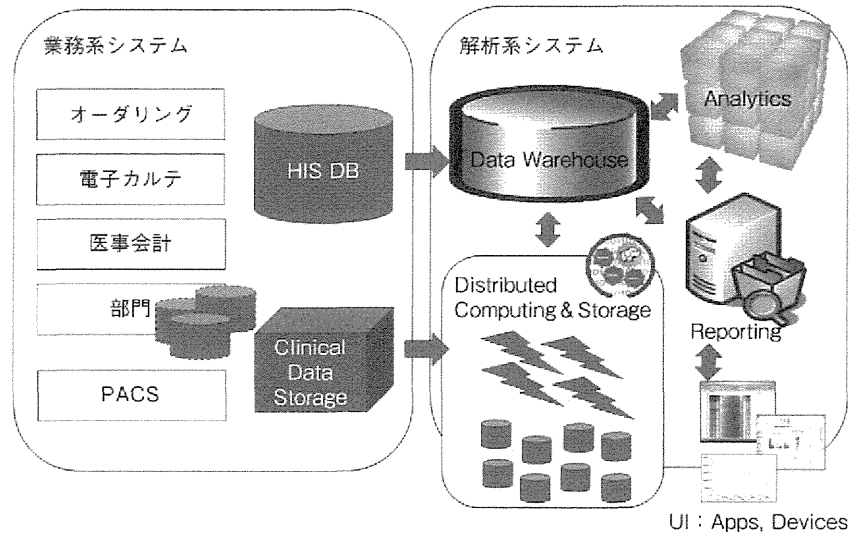 業務系システム
オーダリング
電子カルテ
医事会計
部門
PACS
HIS DB
Clinical
Data
Storage
解析系システム
Data Warehouse
Analytics
Distributed
Computing & Storage
Reporting
UI：Apps, Devices